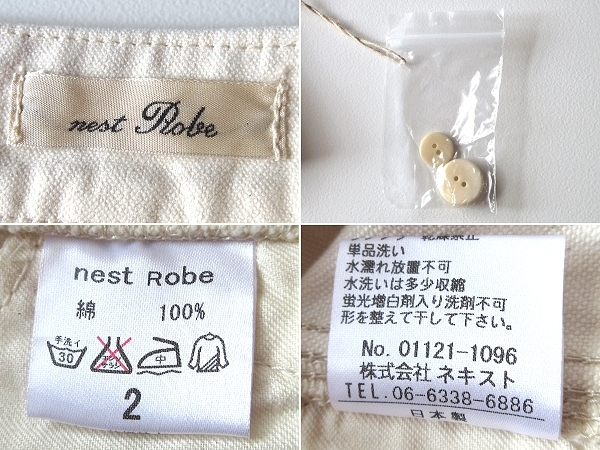 nest Robe
nest Robe
綿 100%
手洗イ
30
2
単品洗い
水濡れ放置不可
水洗いは多少収縮
蛍光増白剤入り洗剤不可
形を整えて干して下さい。
No. 01121-1096
株式会社 ネキスト
TEL.06-6338-6886
日本製